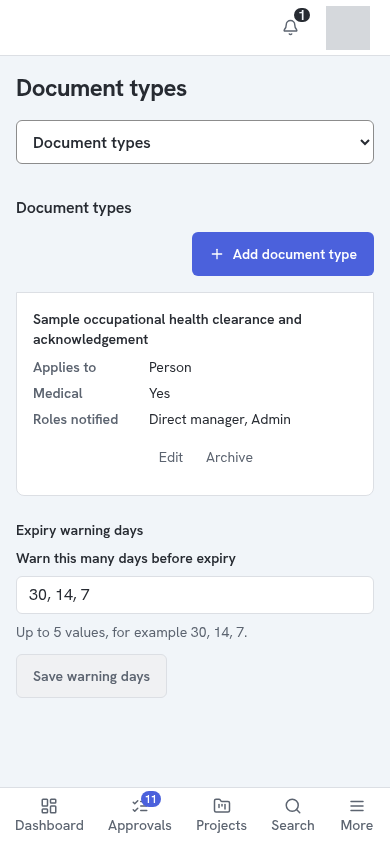 1
Document types
Document types
Document types
Add document type
Sample occupational health clearance and
acknowledgement
Applies to Person
Medical Yes
Roles notified Direct manager, Admin
Edit Archive
Expiry warning days
Warn this many days before expiry
30, 14, 7
Up to 5 values, for example 30, 14, 7.
Save warning days
11
Dashboard Approvals Projects Search More